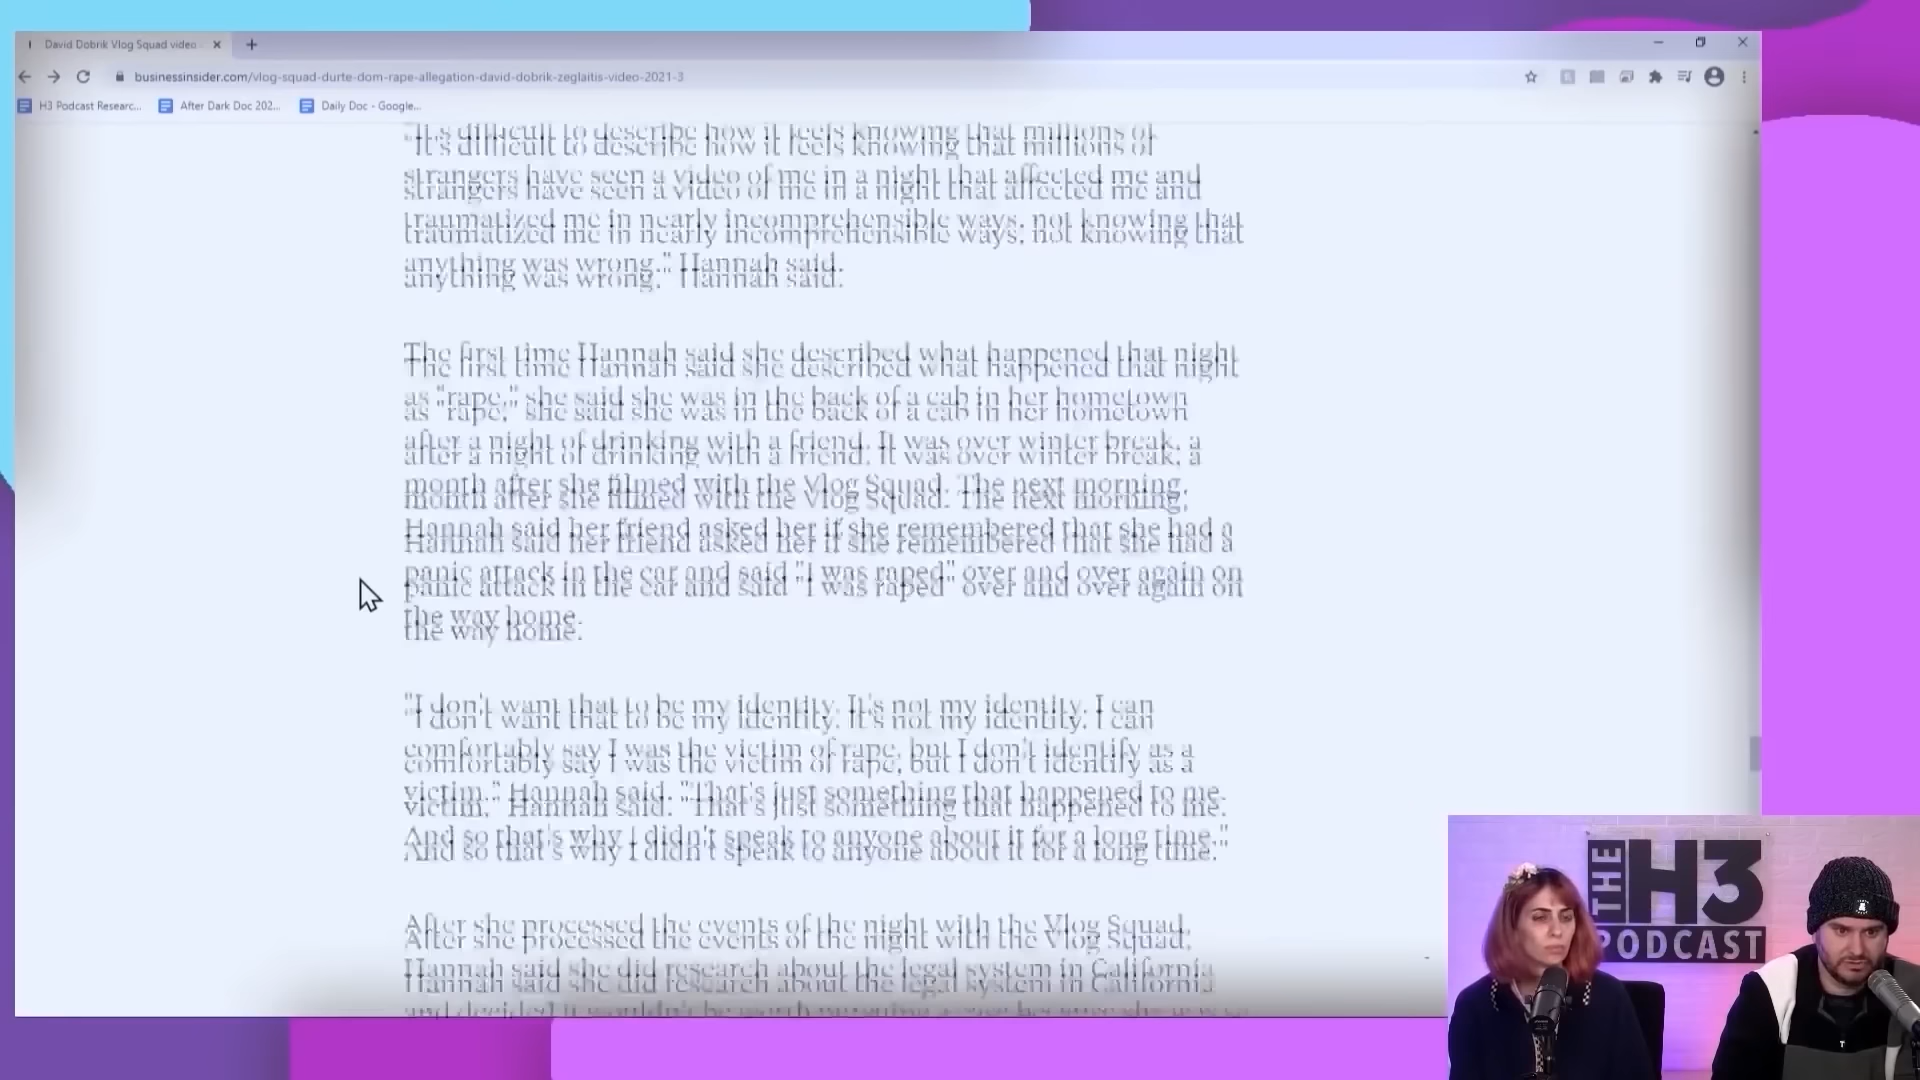 David Dobrik Vlog Squad video
businessinsider.com/vlog-squad-durte-dom-rape-allegation-david-dobrik-zeglaitis-video-2021-3
H3 Podcast Researc...
After Dark Doc 202...
Daily Doc - Google...
"It's difficult to describe how it feels knowing that millions of
strangers have seen a video of me in a night that affected me and
traumatized me in nearly incomprehensible ways, not knowing that
anything was wrong," Hannah said.
The first time Hannah said she described what happened that night
as "rape," she said she was in the back of a cab in her hometown
after a night of drinking with a friend. It was over winter break, a
month after she filmed with the Vlog Squad. The next morning,
Hannah said her friend asked her if she remembered that she had a
panic attack in the car and said "I was raped" over and over again on
the way home.
"I don't want that to be my identity. It's not my identity. I can
comfortably say I was the victim of rape, but I don't identify as a
victim," Hannah said. "That's just something that happened to me.
And so that's why I didn't speak to anyone about it for a long time."
After she processed the events of the night with the Vlog Squad,
Hannah said she did research about the legal system in California
and decided it wouldn't be worth
THE H3
PODCAST